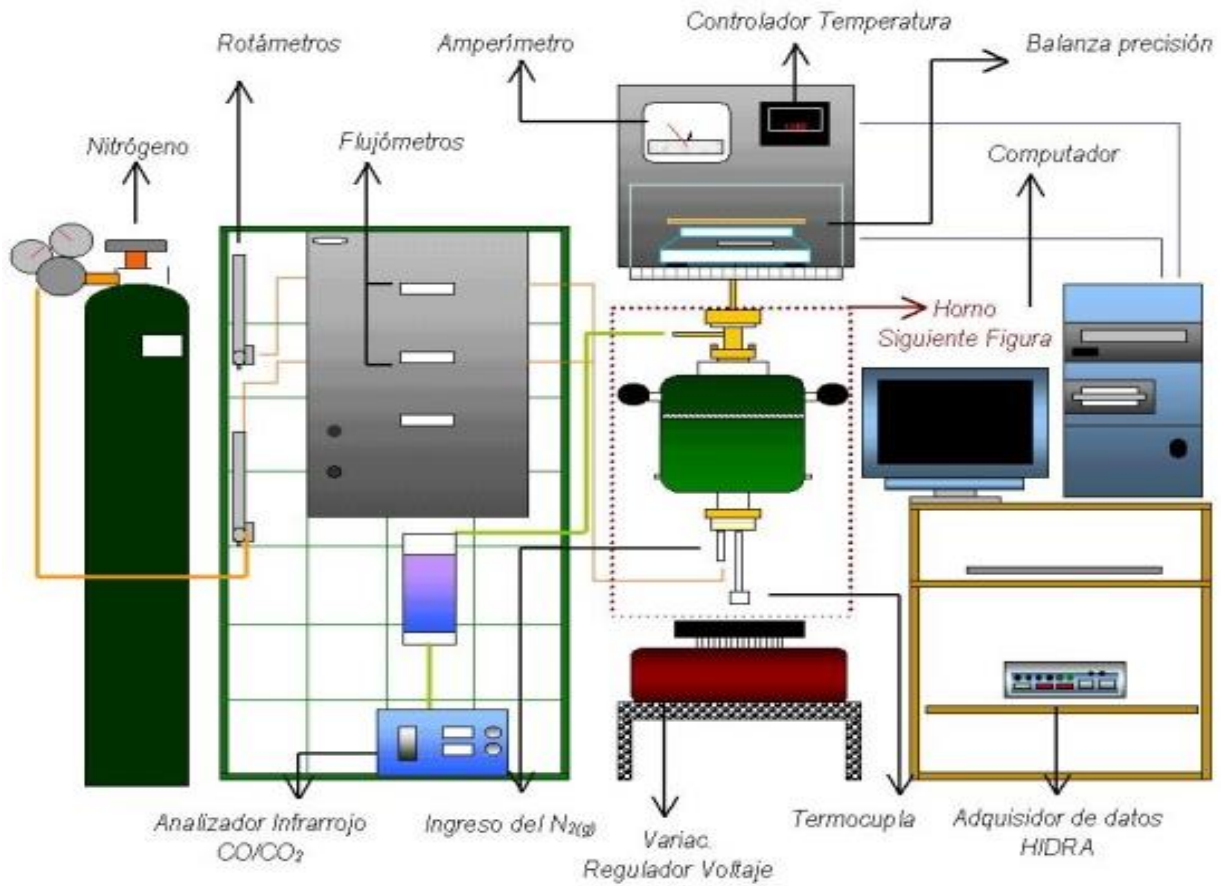 Controlador Temperatura
Rotámetros
Amperímetro
Balanza precisión
Nitrógeno
Flujómetros
Computador
Horno
Siguiente Figura
Analizador Infrarrojo
CO/CO₂
Ingreso del N₂₍g₎
Variac.
Regulador Voltaje
Termocupla
Adquisidor de datos
HIDRA